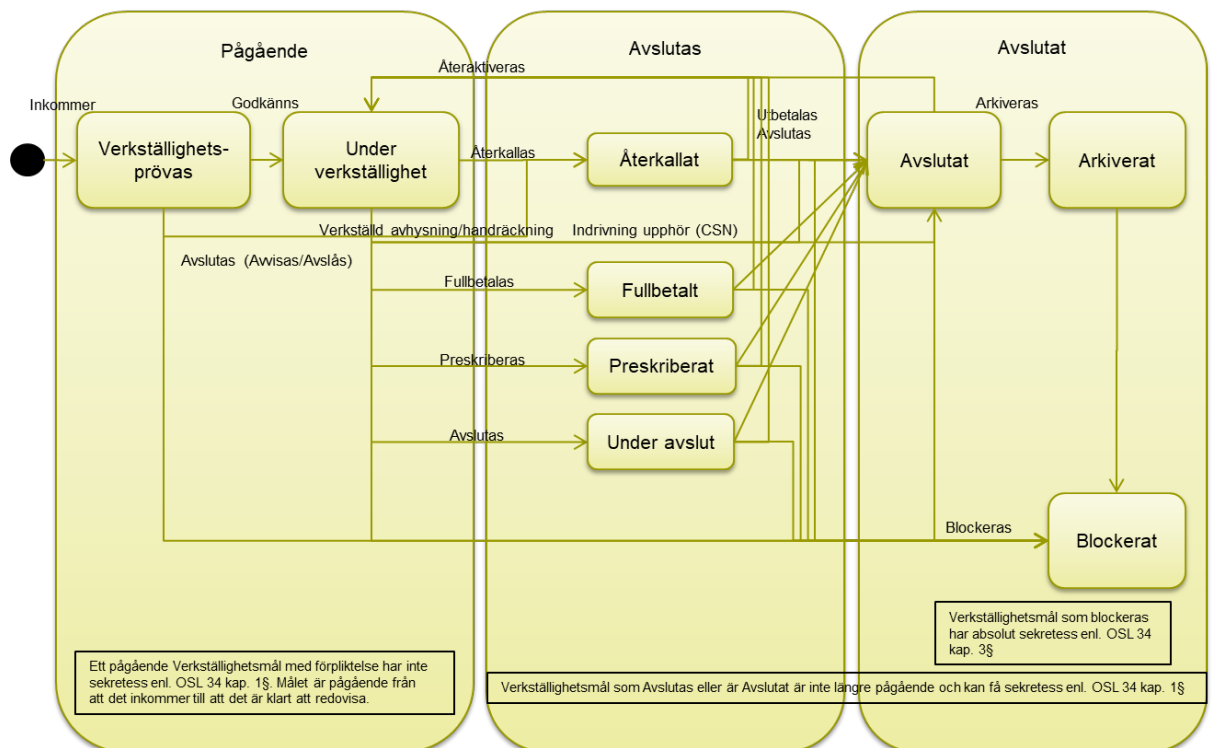 Pågående
Avslutas
Avslutat
Återaktiveras
Inkommer
Godkänns
Utbetalas
Avslutas
Arkiveras
Verkställighets-
prövas
Under
verkställighet
Återkallas
Återkallat
Avslutat
Arkiverat
Verkställd avhysning/handräckning
Indrivning upphör (CSN)
Avslutas (Avvisas/Avslås)
Fullbetalas
Fullbetalt
Preskriberas
Preskriberat
Avslutas
Under avslut
Blockeras
Blockerat
Verkställighetsmål som blockeras
har absolut sekretess enl. OSL 34
kap. 3§
Ett pågående Verkställighetsmål med förpliktelse har inte
sekretess enl. OSL 34 kap. 1§. Målet är pågående från
att det inkommer till att det är klart att redovisa.
Verkställighetsmål som Avslutas eller är Avslutat är inte längre pågående och kan få sekretess enl. OSL 34 kap. 1§